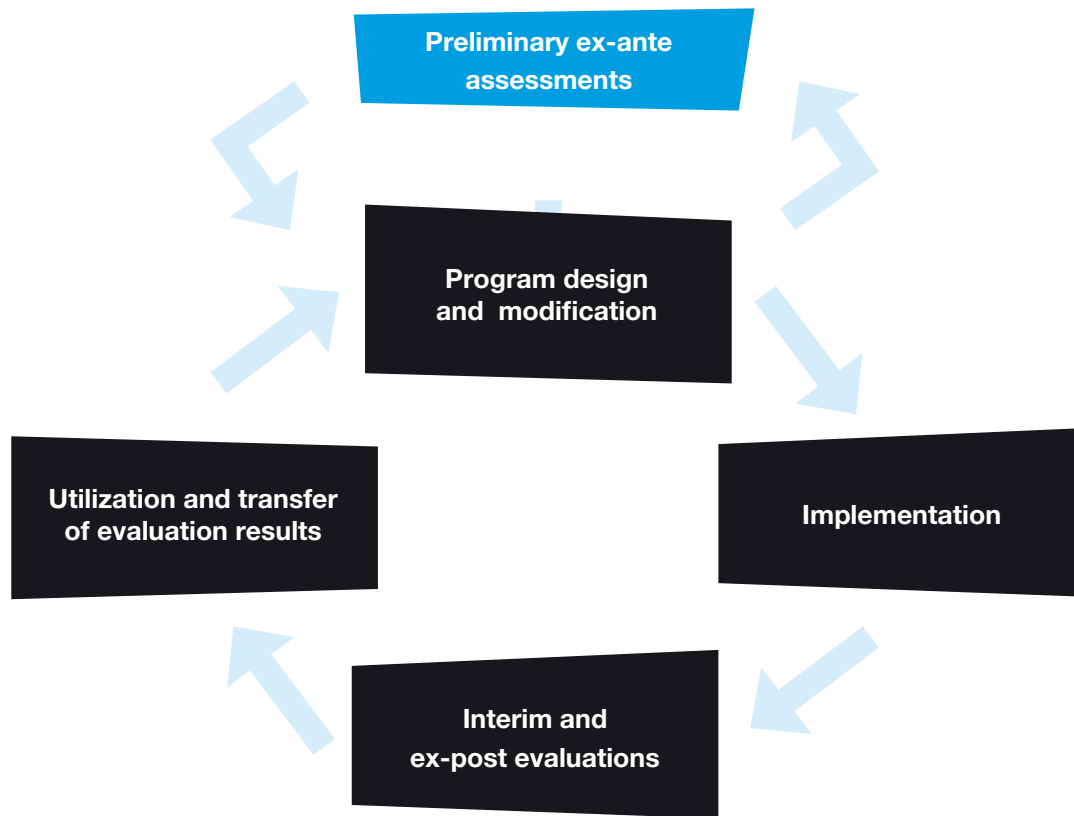 Preliminary ex-ante
assessments
Program design
and  modification
Utilization and transfer
of evaluation results
Implementation
Interim and
ex-post evaluations